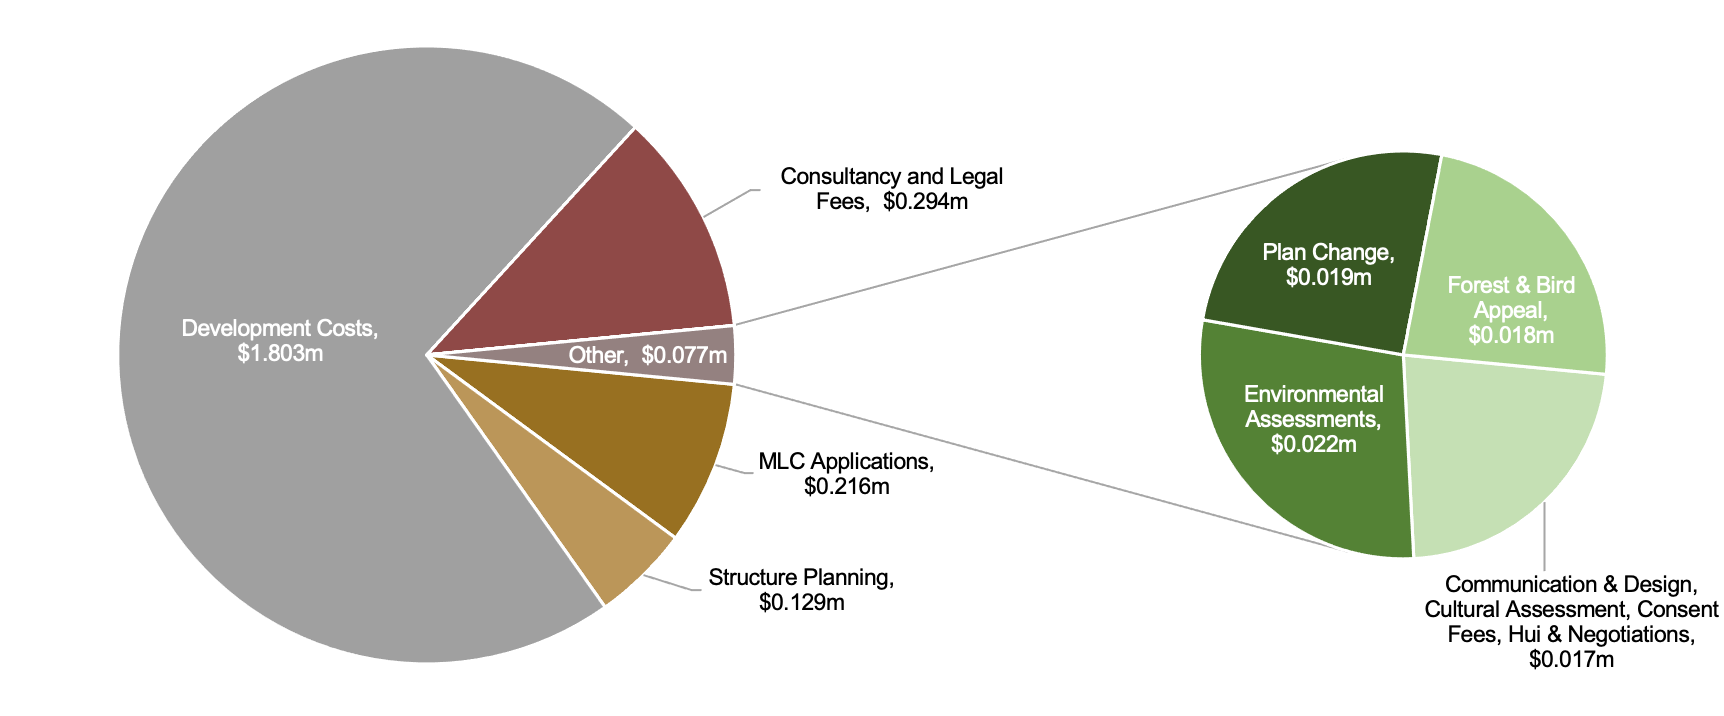 Development Costs,
$1.803m
Consultancy and Legal
Fees,  $0.294m
Other,  $0.077m
MLC Applications,
$0.216m
Structure Planning,
$0.129m
Plan Change,
$0.019m
Forest & Bird
Appeal,
$0.018m
Environmental
Assessments,
$0.022m
Communication & Design,
Cultural Assessment, Consent
Fees, Hui & Negotiations,
$0.017m